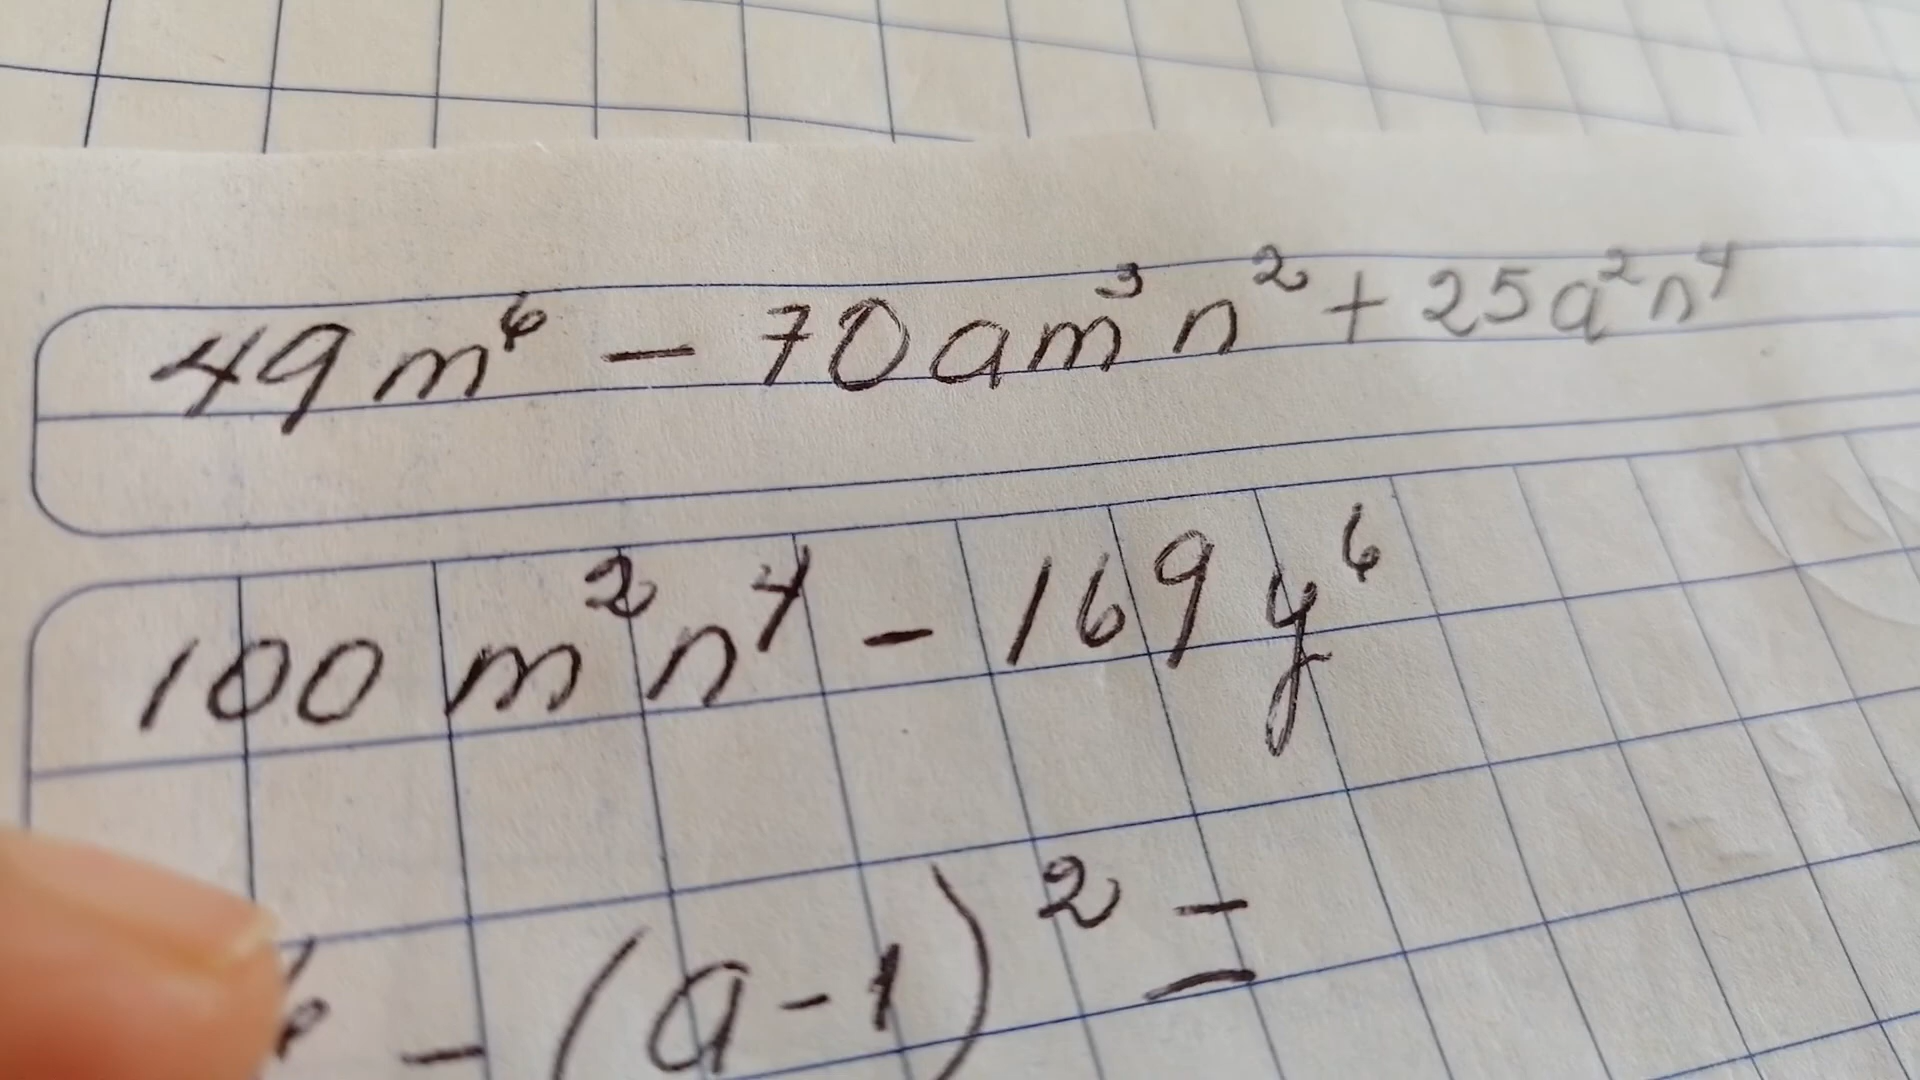 49m⁶ − 70am³n² + 25a²n⁴
100m²n⁴ − 169y⁶
− (a − 1)² =